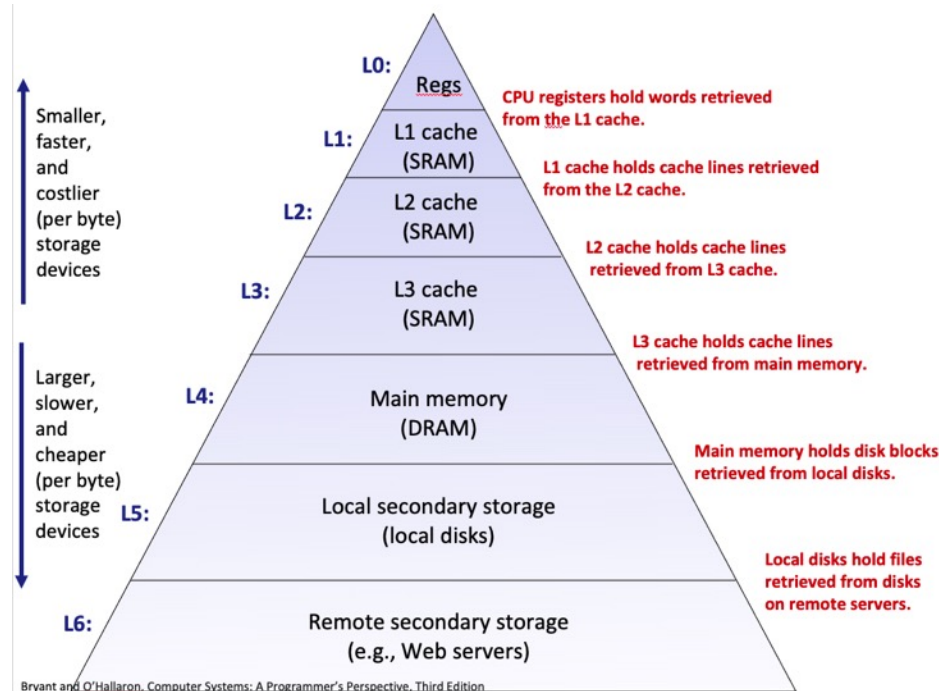 L0:
Regs
CPU registers hold words retrieved
from the L1 cache.
Smaller,
faster,
and
costlier
(per byte)
storage
devices
L1:
L1 cache
(SRAM)
L1 cache holds cache lines retrieved
from the L2 cache.
L2:
L2 cache
(SRAM)
L2 cache holds cache lines
retrieved from L3 cache.
L3:
L3 cache
(SRAM)
L3 cache holds cache lines
retrieved from main memory.
Larger,
slower,
and
cheaper
(per byte)
storage
devices
L4:
Main memory
(DRAM)
Main memory holds disk blocks
retrieved from local disks.
L5:
Local secondary storage
(local disks)
Local disks hold files
retrieved from disks
on remote servers.
L6:
Remote secondary storage
(e.g., Web servers)
Bryant and O'Hallaron, Computer Systems: A Programmer's Perspective, Third Edition